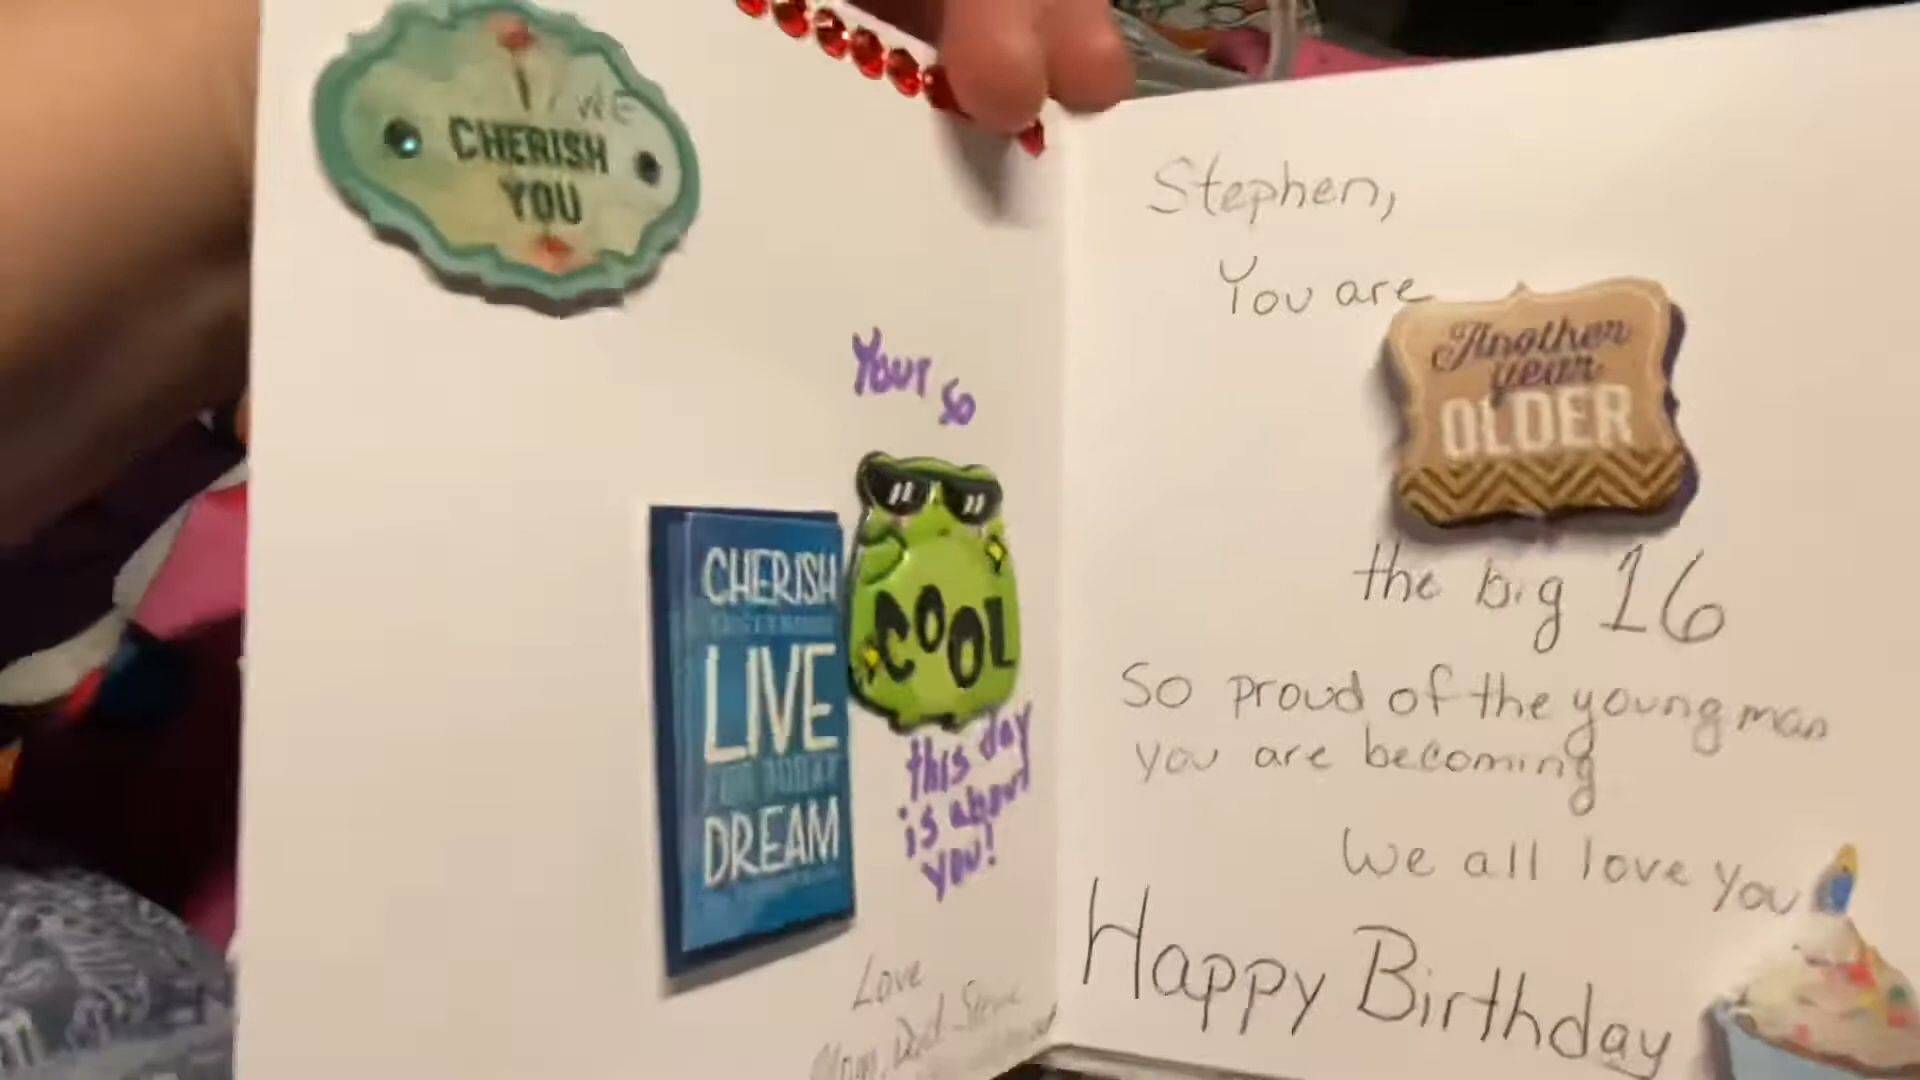 WE
CHERISH
YOU
Your so
COOL
this day
is about
you!
CHERISH
LIVE
DREAM
Love
Mom, Dad
Stephen,
You are
Another
year
OLDER
the big 16
So proud of the young man
you are becoming
We all love you
Happy Birthday